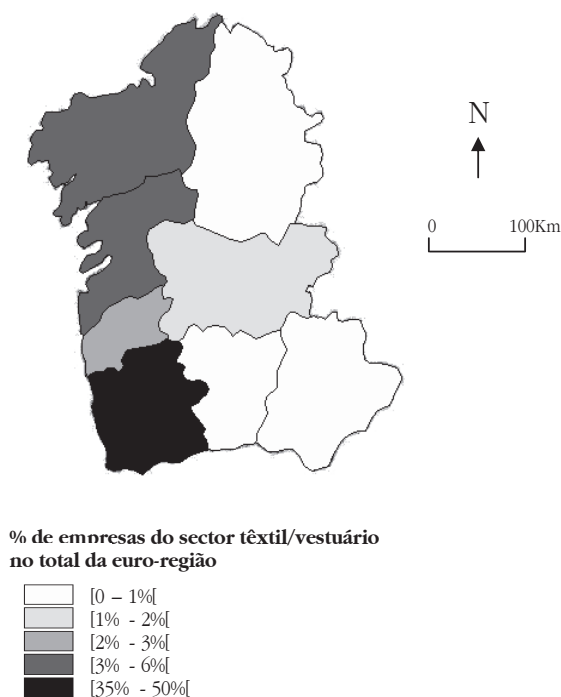 N
0 100Km
% de empresas do sector têxtil/vestuário
no total da euro-região
[0 – 1%[
[1% - 2%[
[2% - 3%[
[3% - 6%[
[35% - 50%[